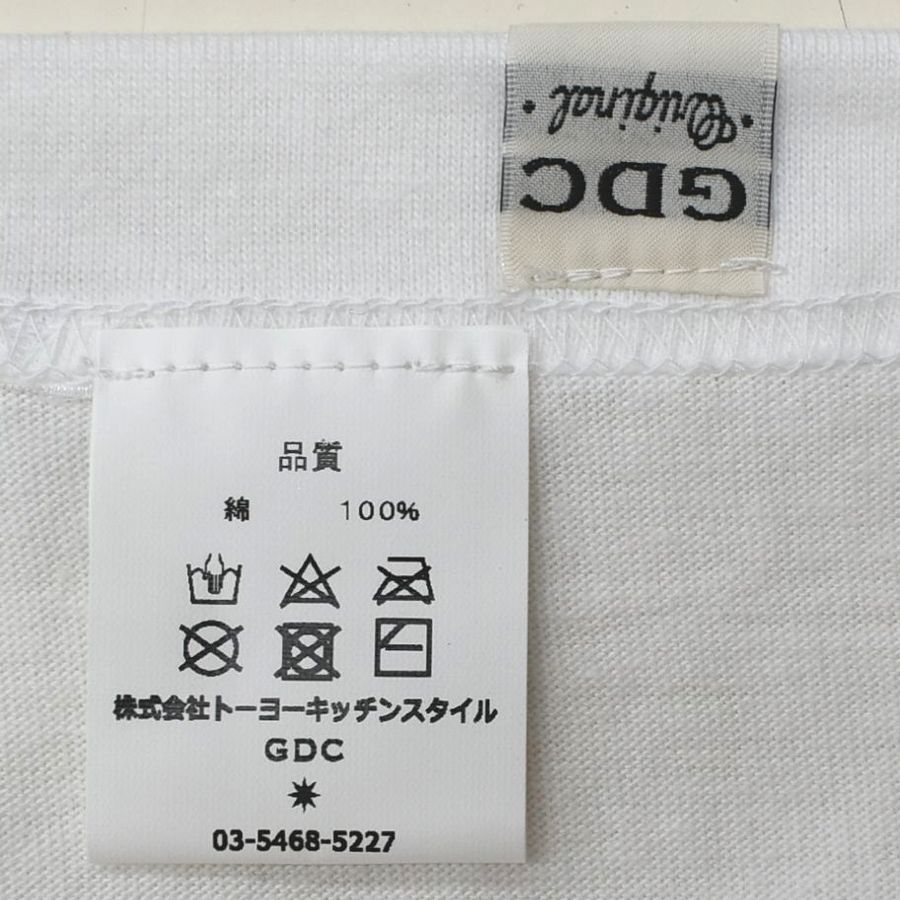 GDC
Original
品質
綿 100%
株式会社トーヨーキッチンスタイル
GDC
03-5468-5227